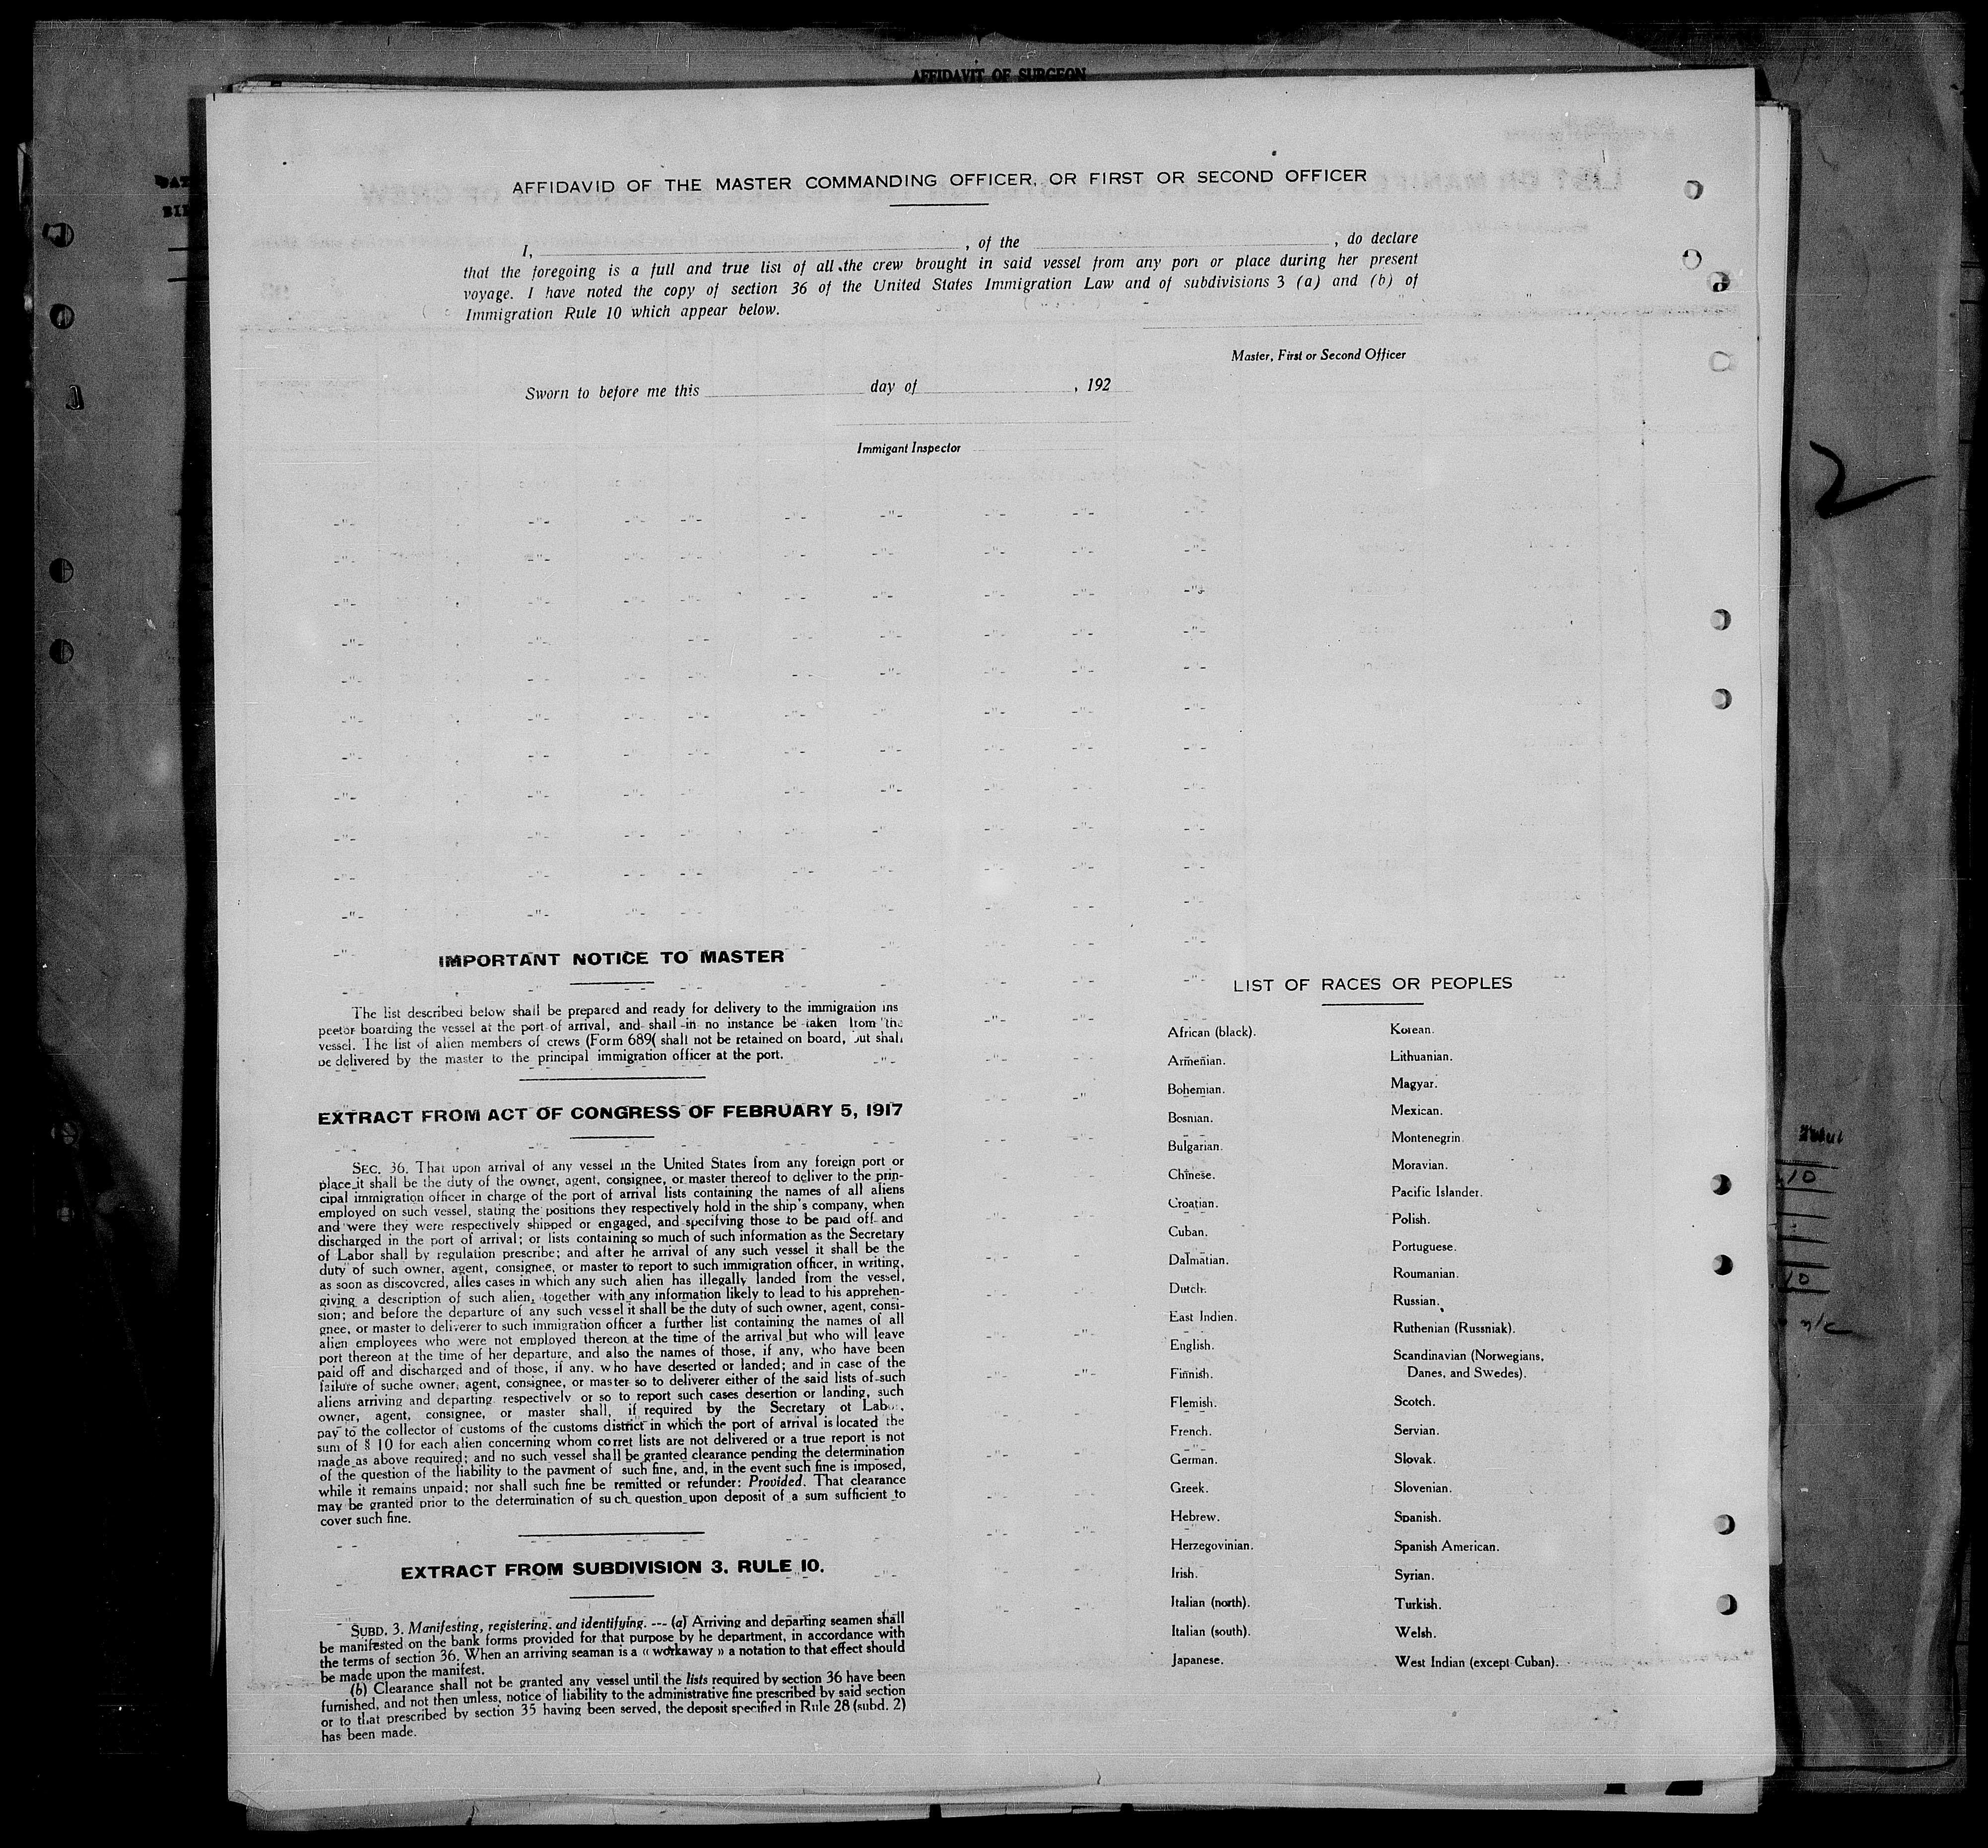 AFFIDAVIT OF SURGEON
AFFIDAVID OF THE MASTER COMMANDING OFFICER, OR FIRST OR SECOND OFFICER
I, , of the , do declare
that the foregoing is a full and true list of all the crew brought in said vessel from any port or place during her present
voyage. I have noted the copy of section 36 of the United States Immigration Law and of subdivisions 3 (a) and (b) of
Immigration Rule 10 which appear below.
Master, First or Second Officer
Sworn to before me this day of , 192
Immigant Inspector
2
IMPORTANT NOTICE TO MASTER
The list described below shall be prepared and ready for delivery to the immigration ins
pector boarding the vessel at the port of arrival, and shall in no instance be taken from the
vessel. The list of alien members of crews (Form 689( shall not be retained on board, but shall
be delivered by the master to the principal immigration officer at the port.
EXTRACT FROM ACT OF CONGRESS OF FEBRUARY 5, 1917
SEC. 36. That upon arrival of any vessel in the United States from any foreign port or
place it shall be the duty of the owner, agent, consignee, or master thereof to deliver to the prin-
cipal immigration officer in charge of the port of arrival lists containing the names of all aliens
employed on such vessel, stating the positions they respectively hold in the ship's company, when
and were they were respectively shipped or engaged, and specifying those to be paid off and
discharged in the port of arrival; or lists containing so much of such information as the Secretary
of Labor shall by regulation prescribe; and after he arrival of any such vessel it shall be the
duty of such owner, agent, consignee, or master to report to such immigration officer, in writing,
as soon as discovered, alles cases in which any such alien has illegally landed from the vessel,
giving a description of such alien, together with any information likely to lead to his apprehen-
sion; and before the departure of any such vessel it shall be the duty of such owner, agent, consi-
gnee, or master to deliverer to such immigration officer a further list containing the names of all
alien employees who were not employed thereon at the time of the arrival but who will leave
port thereon at the time of her departure, and also the names of those, if any, who have been
paid off and discharged and of those, if any. who have deserted or landed; and in case of the
failure of suche owner, agent, consignee, or master so to deliverer either of the said lists of such
aliens arriving and departing respectively or so to report such cases desertion or landing, such
owner, agent, consignee, or master shall, if required by the Secretary ot Labor,
pay to the collector of customs of the customs district in which the port of arrival is located the
sum of § 10 for each alien concerning whom corret lists are not delivered or a true report is not
made as above required; and no such vessel shall be granted clearance pending the determination
of the question of the liability to the payment of such fine, and, in the event such fine is imposed,
while it remains unpaid; nor shall such fine be remitted or refunder: Provided. That clearance
may be granted prior to the determination of such question upon deposit of a sum sufficient to
cover such fine.
EXTRACT FROM SUBDIVISION 3. RULE 10.
SUBD. 3. Manifesting, registering. and identifying. --- (a) Arriving and departing seamen shall
be manifested on the bank forms provided for that purpose by he department, in accordance with
the terms of section 36. When an arriving seaman is a « workaway » a notation to that effect should
be made upon the manifest.
(b) Clearance shall not be granted any vessel until the lists required by section 36 have been
furnished, and not then unless, notice of liability to the administrative fine prescribed by said section
or to that prescribed by section 35 having been served, the deposit specified in Rule 28 (subd. 2)
has been made.
LIST OF RACES OR PEOPLES
African (black).
Armenian.
Bohemian.
Bosnian.
Bulgarian.
Chinese.
Croatian.
Cuban.
Dalmatian.
Dutch.
East Indien.
English.
Finnish.
Flemish.
French.
German.
Greek.
Hebrew.
Herzegovinian.
Irish.
Italian (north).
Italian (south).
Japanese.
Korean.
Lithuanian.
Magyar.
Mexican.
Montenegrin
Moravian.
Pacific Islander.
Polish.
Portuguese.
Roumanian.
Russian.
Ruthenian (Russniak).
Scandinavian (Norwegians,
Danes, and Swedes).
Scotch.
Servian.
Slovak.
Slovenian.
Spanish.
Spanish American.
Syrian.
Turkish.
Welsh.
West Indian (except Cuban).